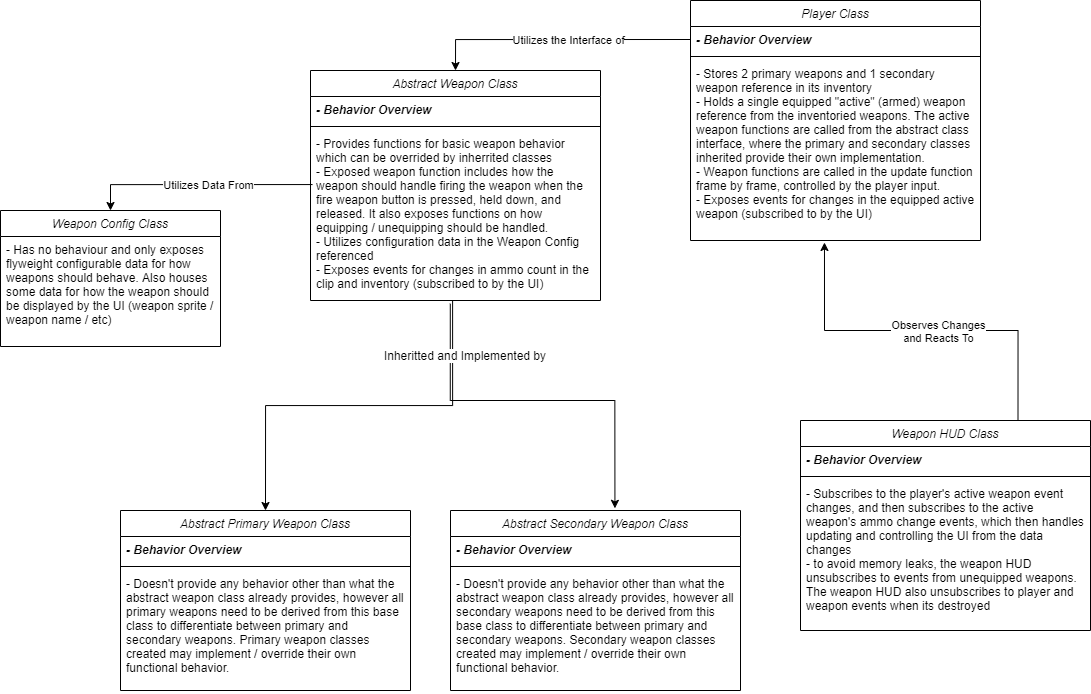 Player Class
- Behavior Overview
- Stores 2 primary weapons and 1 secondary
weapon reference in its inventory
- Holds a single equipped "active" (armed) weapon
reference from the inventoried weapons. The active
weapon functions are called from the abstract class
interface, where the primary and secondary classes
inherited provide their own implementation.
- Weapon functions are called in the update function
frame by frame, controlled by the player input.
- Exposes events for changes in the equipped active
weapon (subscribed to by the UI)
Utilizes the Interface of
Abstract Weapon Class
- Behavior Overview
- Provides functions for basic weapon behavior
which can be overrided by inherrited classes
- Exposed weapon function includes how the
weapon should handle firing the weapon when the
fire weapon button is pressed, held down, and
released. It also exposes functions on how
equipping / unequipping should be handled.
- Utilizes configuration data in the Weapon Config
referenced
- Exposes events for changes in ammo count in the
clip and inventory (subscribed to by the UI)
Utilizes Data From
Weapon Config Class
- Has no behaviour and only exposes
flyweight configurable data for how
weapons should behave. Also houses
some data for how the weapon should
be displayed by the UI (weapon sprite /
weapon name / etc)
Inheritted and Implemented by
Observes Changes
and Reacts To
Weapon HUD Class
- Behavior Overview
- Subscribes to the player's active weapon event
changes, and then subscribes to the active
weapon's ammo change events, which then handles
updating and controlling the UI from the data
changes
- to avoid memory leaks, the weapon HUD
unsubscribes to events from unequipped weapons.
The weapon HUD also unsubscribes to player and
weapon events when its destroyed
Abstract Primary Weapon Class
- Behavior Overview
- Doesn't provide any behavior other than what the
abstract weapon class already provides, however all
primary weapons need to be derived from this base
class to differentiate between primary and
secondary weapons. Primary weapon classes
created may implement / override their own
functional behavior.
Abstract Secondary Weapon Class
- Behavior Overview
- Doesn't provide any behavior other than what the
abstract weapon class already provides, however all
secondary weapons need to be derived from this
base class to differentiate between primary and
secondary weapons. Secondary weapon classes
created may implement / override their own
functional behavior.